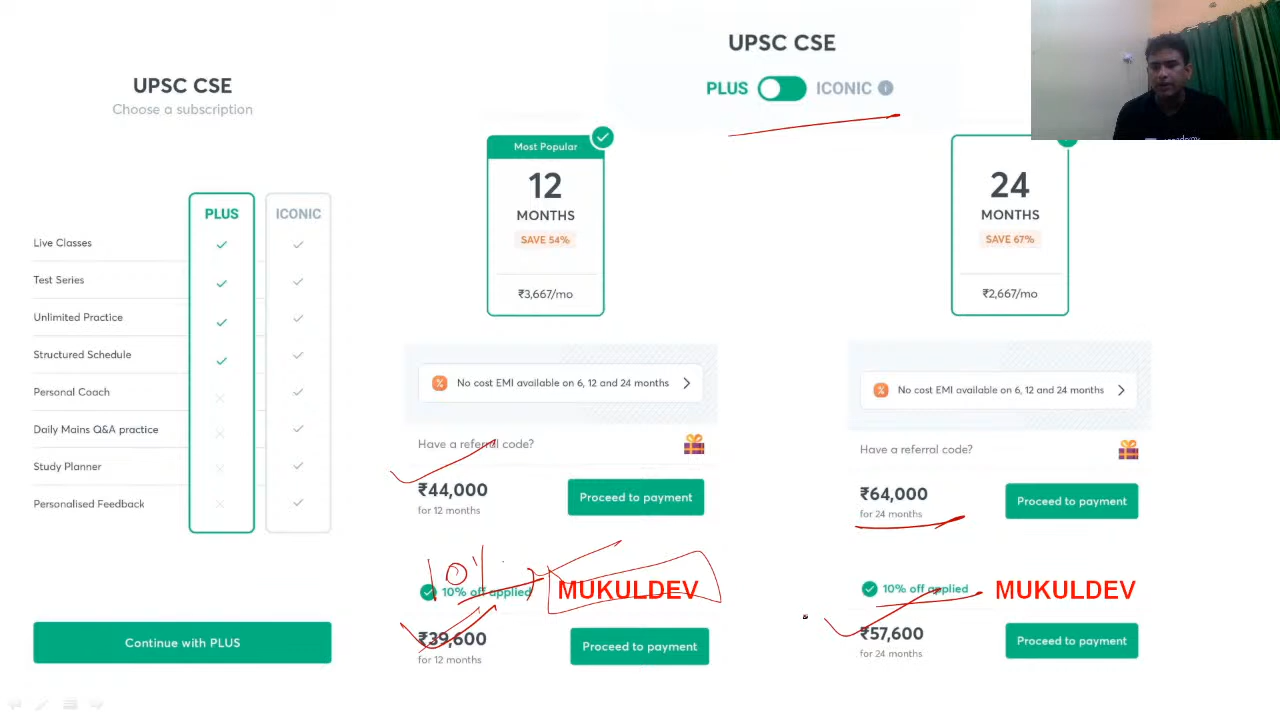 UPSC CSE
Choose a subscription
PLUS ICONIC
Live Classes
Test Series
Unlimited Practice
Structured Schedule
Personal Coach
Daily Mains Q&A practice
Study Planner
Personalised Feedback
Continue with PLUS
UPSC CSE
PLUS ICONIC
Most Popular
12
MONTHS
SAVE 54%
₹3,667/mo
No cost EMI available on 6, 12 and 24 months
Have a referral code?
₹44,000
for 12 months
Proceed to payment
10%
10% off applied
MUKULDEV
₹39,600
for 12 months
Proceed to payment
24
MONTHS
SAVE 67%
₹2,667/mo
No cost EMI available on 6, 12 and 24 months
Have a referral code?
₹64,000
for 24 months
Proceed to payment
10% off applied
MUKULDEV
₹57,600
for 24 months
Proceed to payment